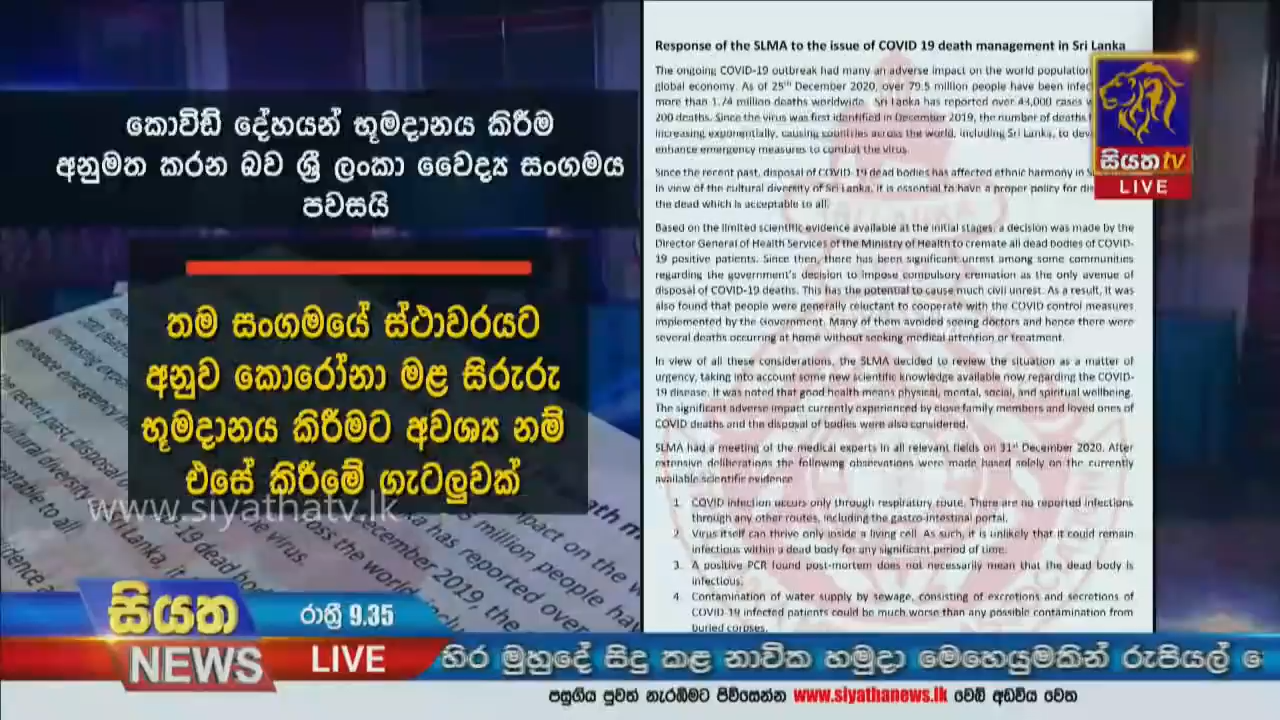 කොවිඩ් දේහයන් භූමදානය කිරීම
අනුමත කරන බව ශ්‍රී ලංකා වෛද්‍ය සංගමය
පවසයි
තම සංගමයේ ස්ථාවරයට
අනුව කොරෝනා මළ සිරුරු
භූමදානය කිරීමට අවශ්‍ය නම්
එසේ කිරීමේ ගැටලුවක්
www.siyathatv.lk
Response of the SLMA to the issue of COVID 19 death management in Sri Lanka
The ongoing COVID-19 outbreak had many an adverse impact on the world population
global economy. As of 25th December 2020, over 79.5 million people have been
more than 1.74 million deaths worldwide. Sri Lanka has reported over 43,000 cases
200 deaths. Since the virus was first identified in December 2019, the number of deaths
increasing exponentially, causing countries across the world, including Sri Lanka, to
enhance emergency measures to combat the virus.
Since the recent past, disposal of COVID-19 dead bodies has affected ethnic harmony in
In view of the cultural diversity of Sri Lanka, it is essential to have a proper policy for
the dead which is acceptable to all.
Based on the limited scientific evidence available at the initial stages, a decision was made by the
Director General of Health Services of the Ministry of Health to cremate all dead bodies of COVID-
19 positive patients. Since then, there has been significant unrest among some communities
regarding the government's decision to impose compulsory cremation as the only avenue of
disposal of COVID-19 deaths. This has the potential to cause much civil unrest. As a result, it was
also found that people were generally reluctant to cooperate with the COVID control measures
implemented by the Government. Many of them avoided seeing doctors and hence there were
several deaths occurring at home without seeking medical attention or treatment.
In view of all these considerations, the SLMA decided to review the situation as a matter of
urgency, taking into account some new scientific knowledge available now regarding the COVID-
19 disease. It was noted that good health means physical, mental, social, and spiritual wellbeing.
The significant adverse impact currently experienced by close family members and loved ones of
COVID deaths and the disposal of bodies were also considered.
SLMA had a meeting of the medical experts in all relevant fields on 31st December 2020. After
extensive deliberations the following observations were made based solely on the currently
available scientific evidence
1. COVID infection occurs only through respiratory route. There are no reported infections
through any other routes, including the gastro-intestinal portal.
2. Virus itself can thrive only inside a living cell. As such, it is unlikely that it could remain
infectious within a dead body for any significant period of time.
3. A positive PCR found post-mortem does not necessarily mean that the dead body is
infectious.
4. Contamination of water supply by sewage, consisting of excretions and secretions of
COVID-19 infected patients could be much worse than any possible contamination from
buried corpses.
සියත tv
LIVE
සියත
NEWS
රාත්‍රී 9.35
LIVE
හිර මුහුදේ සිදු කළ නාවික හමුදා මෙහෙයුමකින් රුපියල්
පසුගිය පුවත් නැරඹීමට පිවිසෙන්න www.siyathanews.lk වෙබ් අඩවිය වෙත